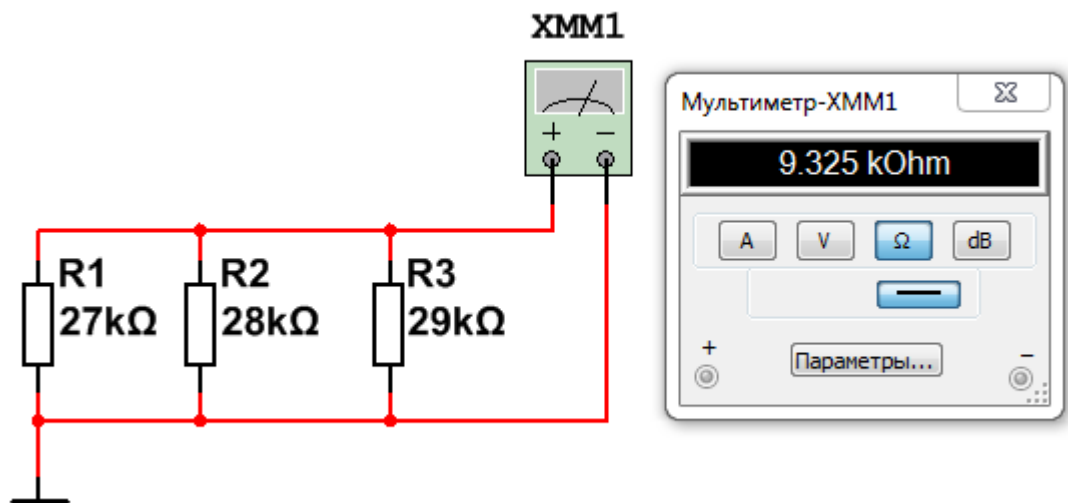 XMM1
+ −
R1
27kΩ
R2
28kΩ
R3
29kΩ
Мультиметр-XMM1
9.325 kOhm
A V Ω dB
+ −
Параметры...